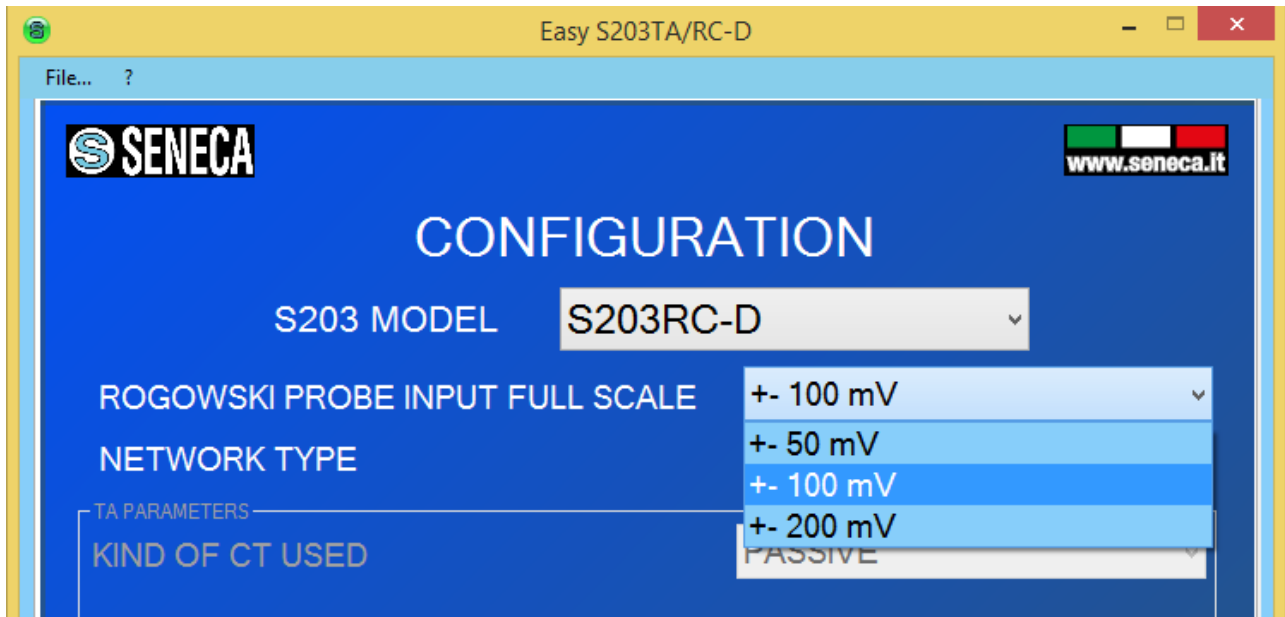 Easy S203TA/RC-D
File... ?
SENECA
www.seneca.it
CONFIGURATION
S203 MODEL S203RC-D
ROGOWSKI PROBE INPUT FULL SCALE +- 100 mV
+- 50 mV
NETWORK TYPE
+- 100 mV
TA PARAMETERS
+- 200 mV
KIND OF CT USED PASSIVE